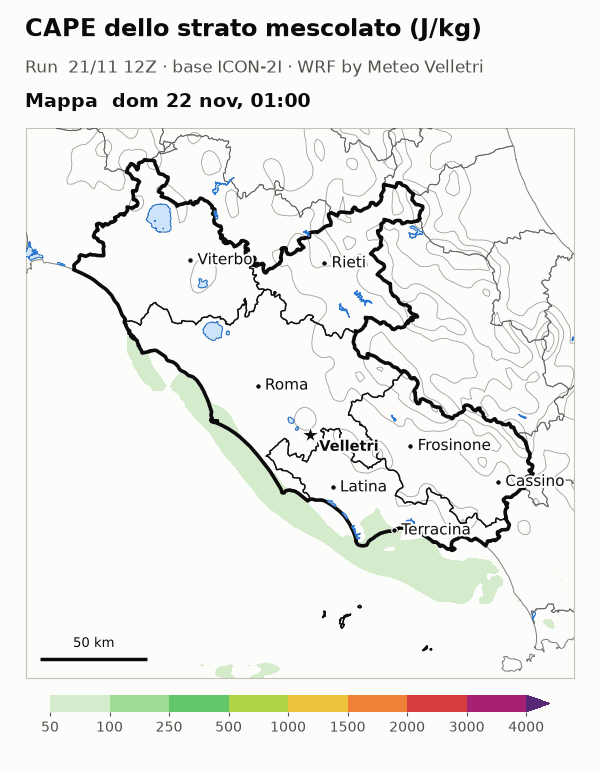 CAPE dello strato mescolato (J/kg)
Run  21/11 12Z · base ICON-2I · WRF by Meteo Velletri
Mappa  dom 22 nov, 01:00
Viterbo
Rieti
Roma
Velletri
Frosinone
Latina
Cassino
Terracina
50 km
50 100 250 500 1000 1500 2000 3000 4000